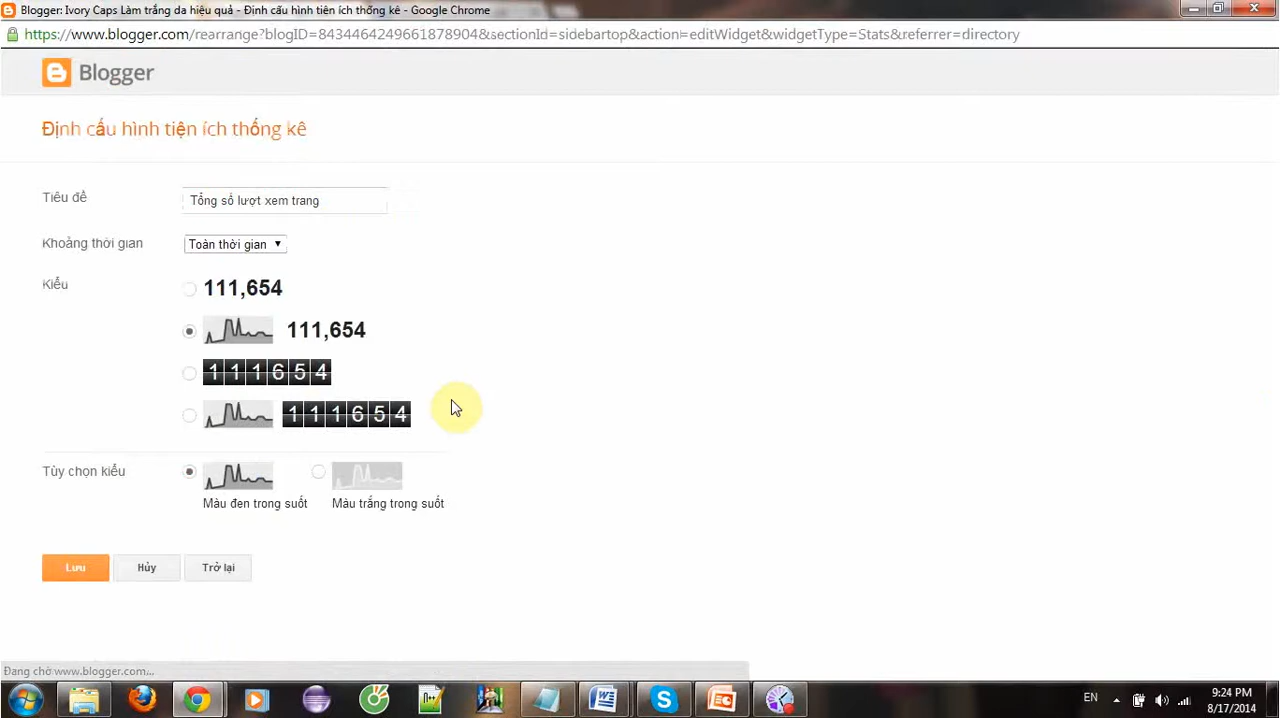 Blogger: Ivory Caps Làm trắng da hiệu quả - Định cấu hình tiện ích thống kê - Google Chrome
https://www.blogger.com/rearrange?blogID=8434464249661878904&sectionId=sidebartop&action=editWidget&widgetType=Stats&referrer=directory
Blogger
Định cấu hình tiện ích thống kê
Tiêu đề
Tổng số lượt xem trang
Khoảng thời gian
Toàn thời gian
Kiểu
111,654
111,654
111654
111654
Tùy chọn kiểu
Màu đen trong suốt
Màu trắng trong suốt
Lưu
Hủy
Trở lại
Đang chờ www.blogger.com...
EN
9:24 PM
8/17/2014